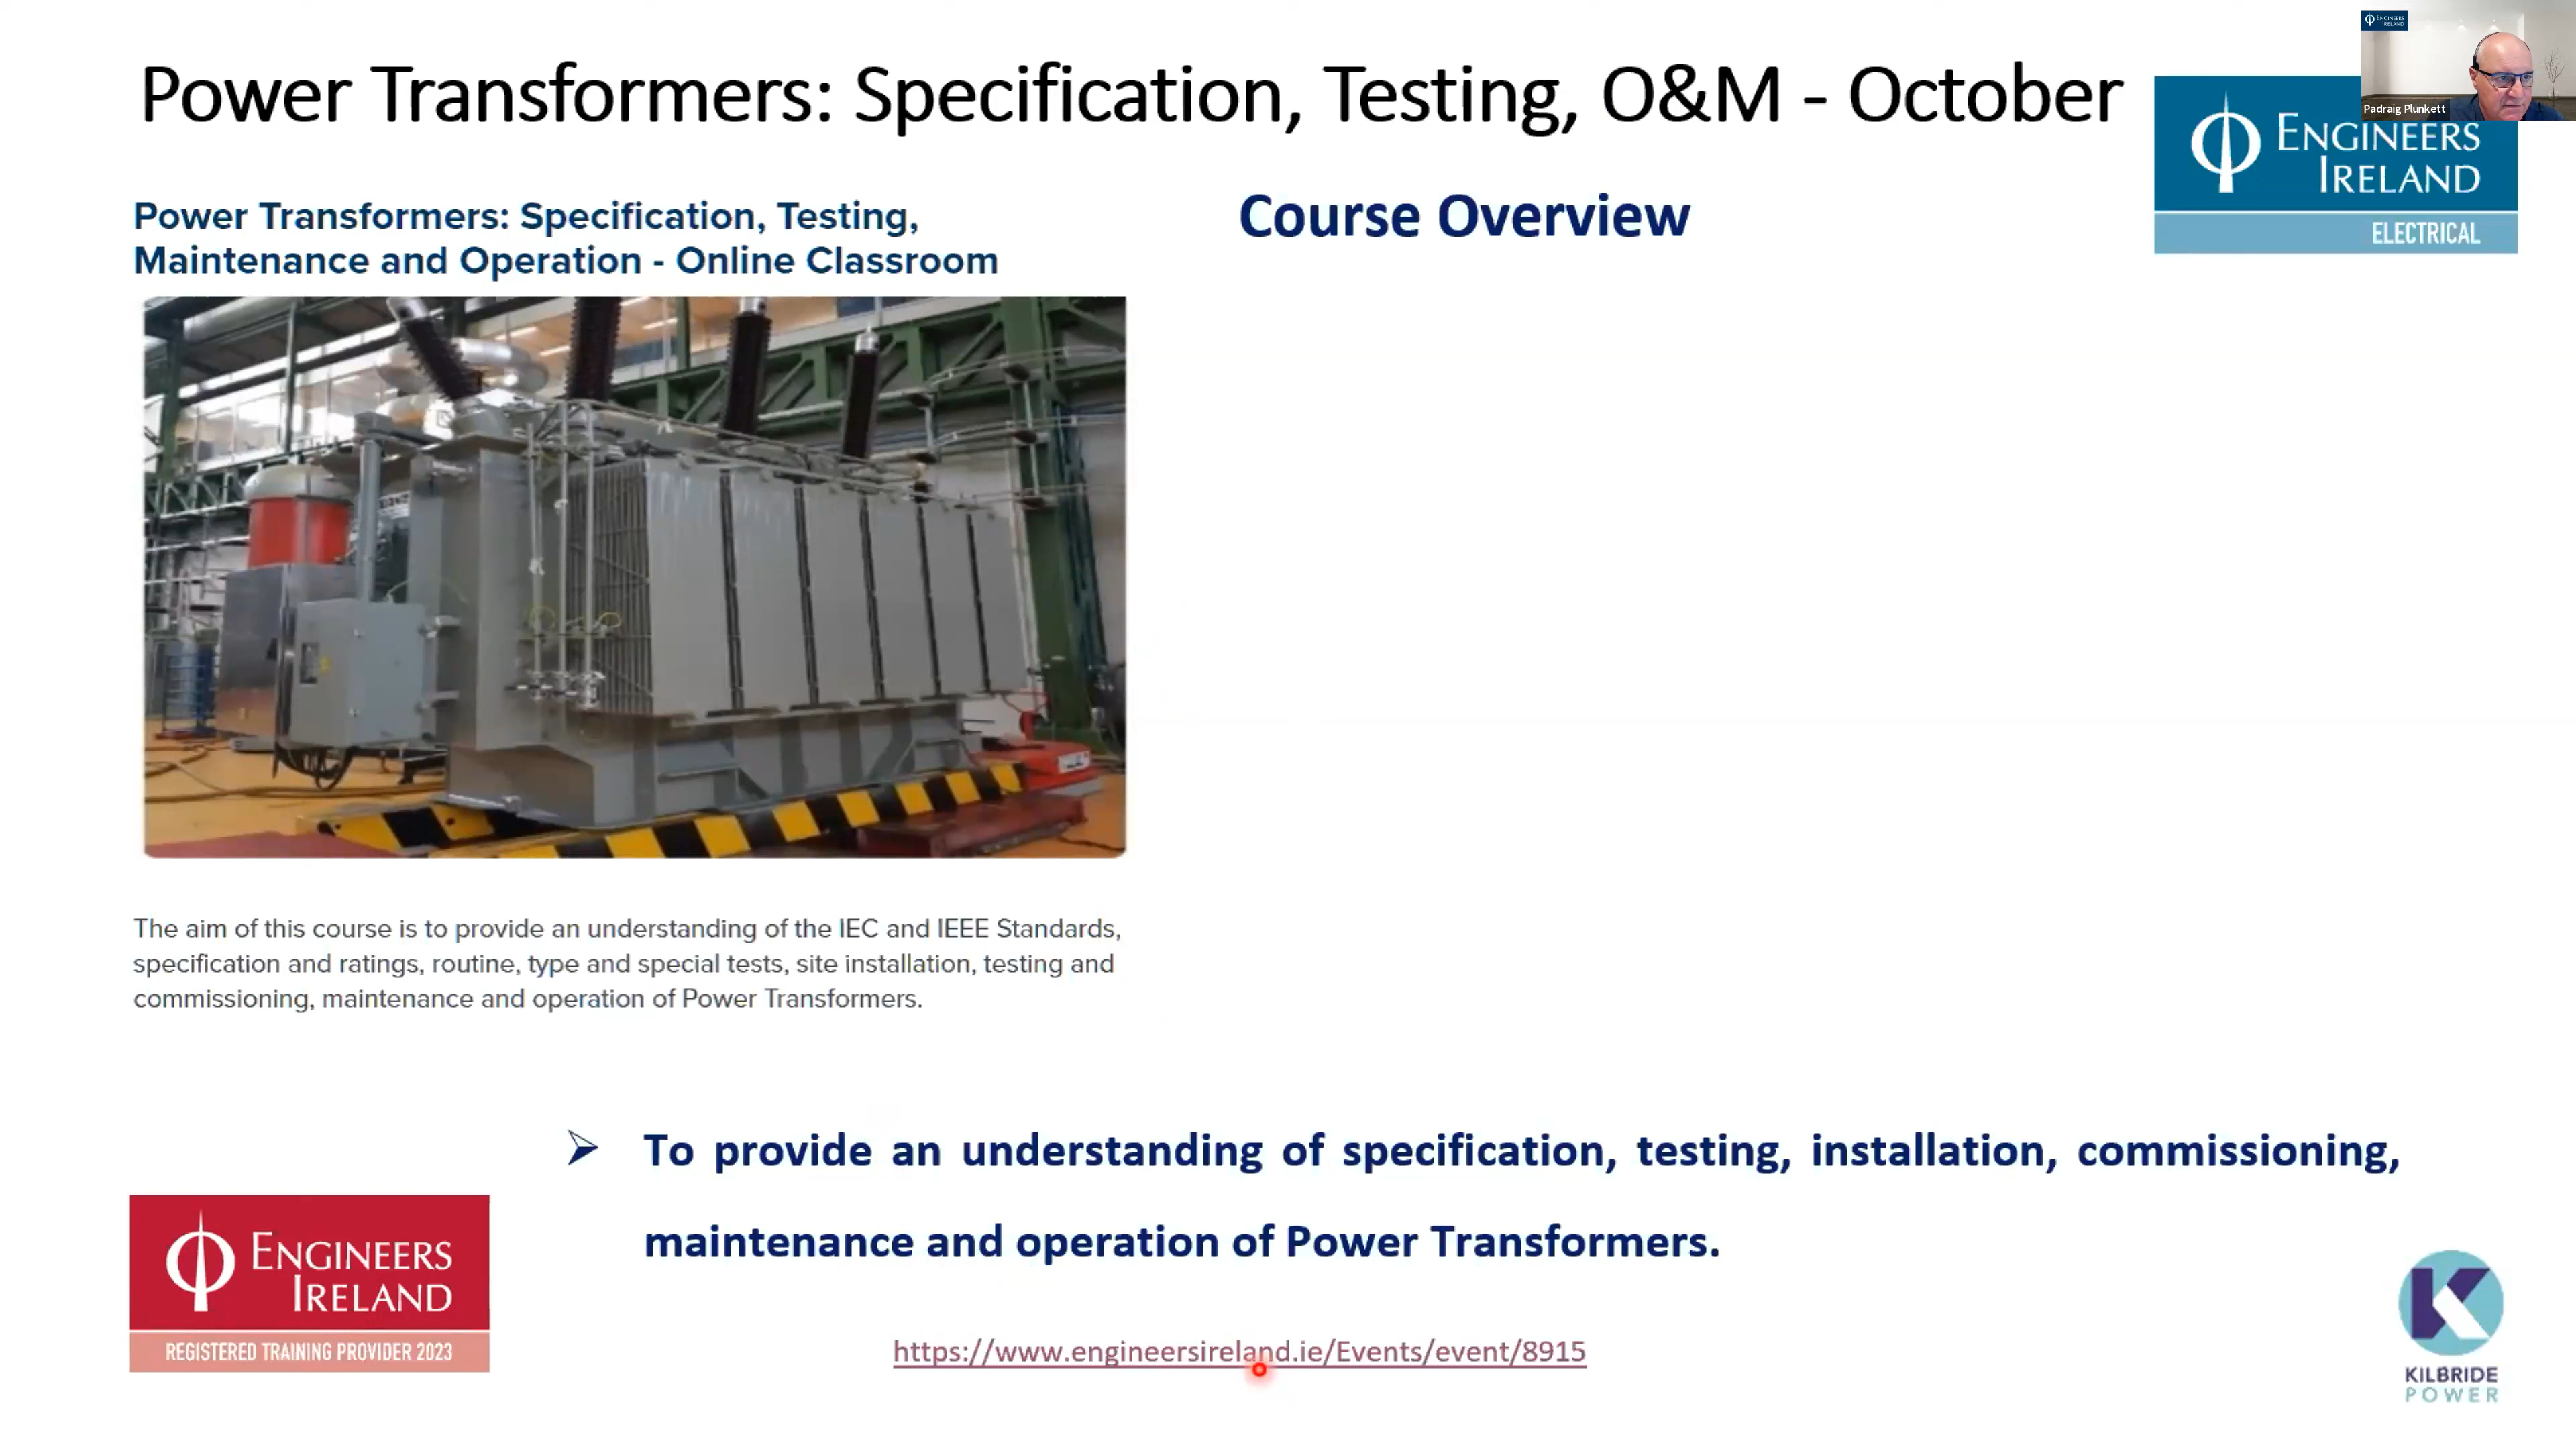 Power Transformers: Specification, Testing, O&M - October
ENGINEERS
IRELAND
Padraig Plunkett
ENGINEERS
IRELAND
ELECTRICAL
Power Transformers: Specification, Testing,
Maintenance and Operation - Online Classroom
Course Overview
The aim of this course is to provide an understanding of the IEC and IEEE Standards,
specification and ratings, routine, type and special tests, site installation, testing and
commissioning, maintenance and operation of Power Transformers.
➢ To provide an understanding of specification, testing, installation, commissioning,
maintenance and operation of Power Transformers.
ENGINEERS
IRELAND
REGISTERED TRAINING PROVIDER 2023
https://www.engineersireland.ie/Events/event/8915
KILBRIDE
POWER